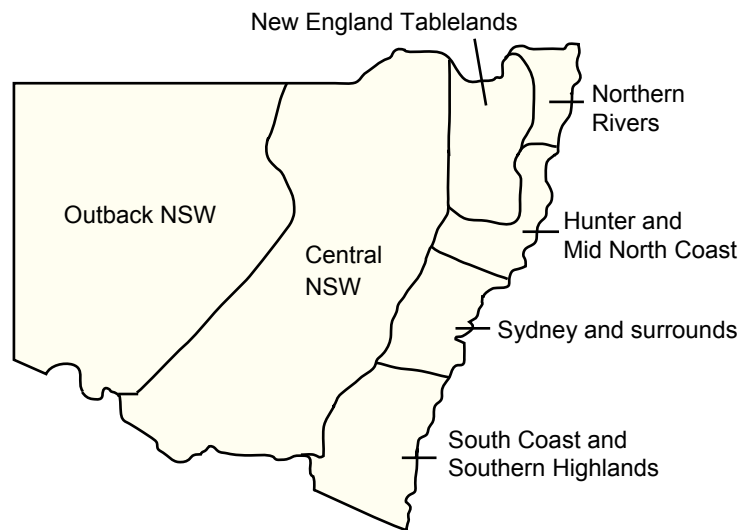 New England Tablelands
Northern
Rivers
Outback NSW
Hunter and
Mid North Coast
Central
NSW
Sydney and surrounds
South Coast and
Southern Highlands